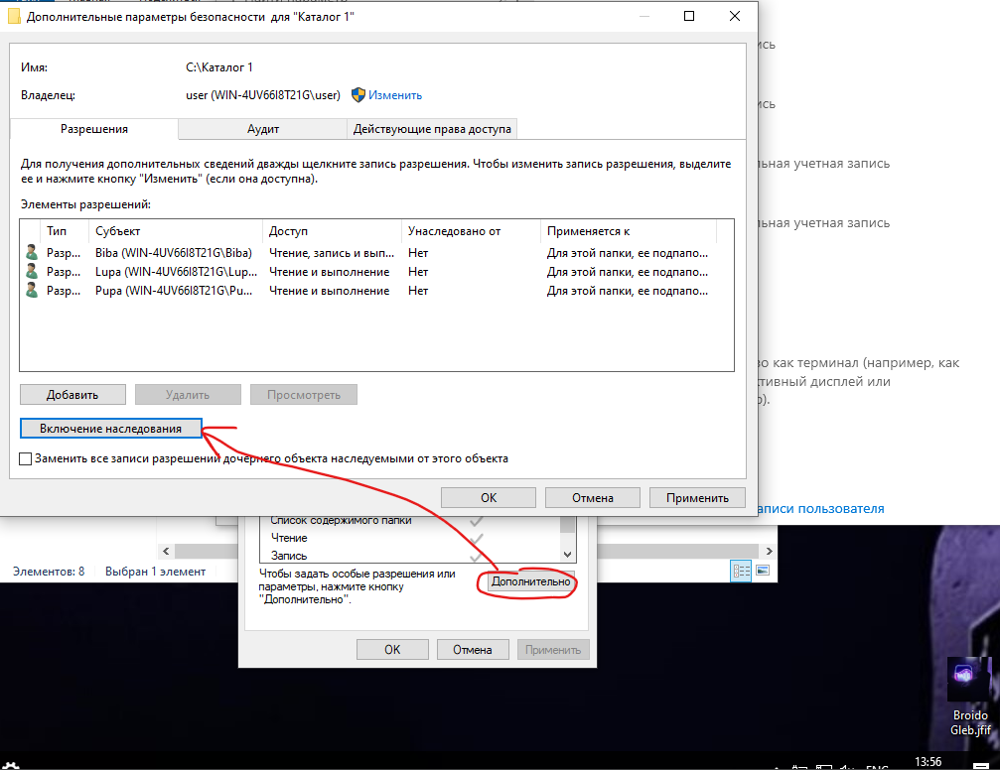 Дополнительные параметры безопасности для "Каталог 1"
Имя:
C:\Каталог 1
Владелец:
user (WIN-4UV66I8T21G\user)
Изменить
Разрешения
Аудит
Действующие права доступа
Для получения дополнительных сведений дважды щелкните запись разрешения. Чтобы изменить запись разрешения, выделите
ее и нажмите кнопку "Изменить" (если она доступна).
Элементы разрешений:
Тип Субъект Доступ Унаследовано от Применяется к
Разр... Biba (WIN-4UV66I8T21G\Biba) Чтение, запись и вып... Нет Для этой папки, ее подпапо...
Разр... Lupa (WIN-4UV66I8T21G\Lup... Чтение и выполнение Нет Для этой папки, ее подпапо...
Разр... Pupa (WIN-4UV66I8T21G\Pu... Чтение и выполнение Нет Для этой папки, ее подпапо...
Добавить
Удалить
Просмотреть
Включение наследования
Заменить все записи разрешений дочернего объекта наследуемыми от этого объекта
ОК
Отмена
Применить
ись
ись
льная учетная запись
льная учетная запись
во как терминал (например, как
ктивный дисплей или
р).
аписи пользователя
Список содержимого папки
Чтение
Запись
Чтобы задать особые разрешения или
параметры, нажмите кнопку
"Дополнительно".
Дополнительно
ОК
Отмена
Применить
Элементов: 8
Выбран 1 элемент
Broido
Gleb.jfif
ENG
13:56